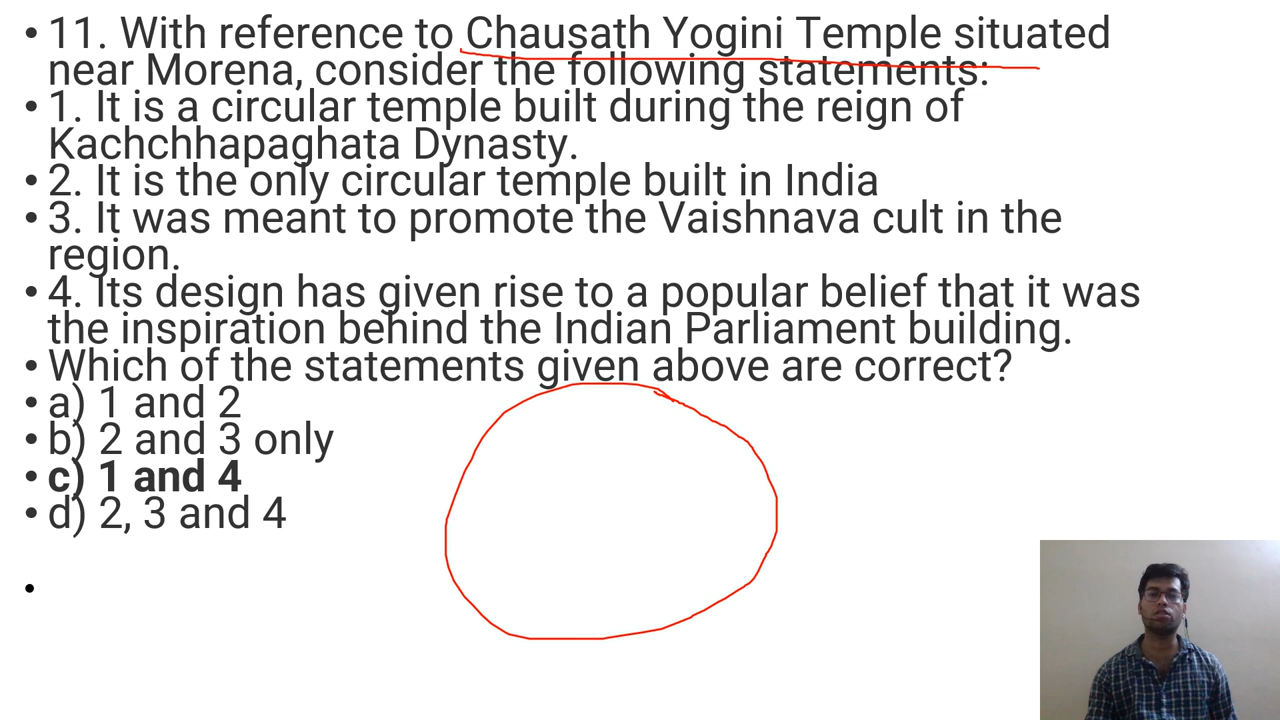 • 11. With reference to Chausath Yogini Temple situated
near Morena, consider the following statements:
• 1. It is a circular temple built during the reign of
Kachchhapaghata Dynasty.
• 2. It is the only circular temple built in India
• 3. It was meant to promote the Vaishnava cult in the
region.
• 4. Its design has given rise to a popular belief that it was
the inspiration behind the Indian Parliament building.
• Which of the statements given above are correct?
• a) 1 and 2
• b) 2 and 3 only
• c) 1 and 4
• d) 2, 3 and 4
•